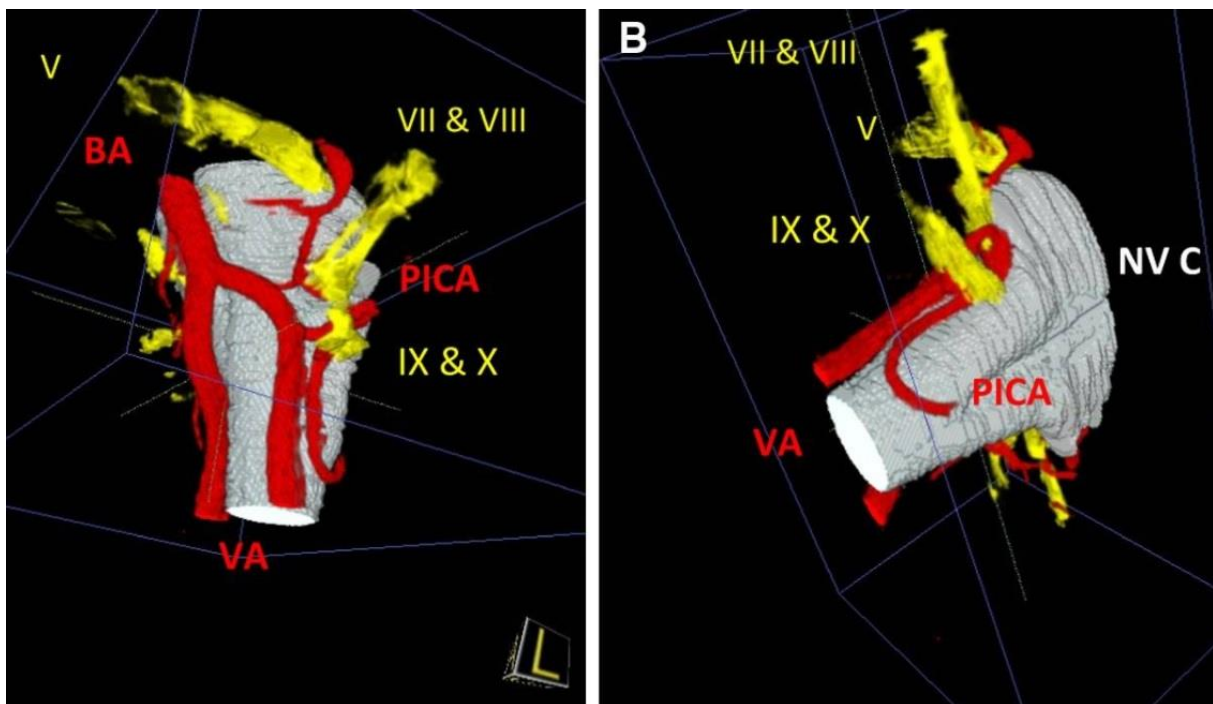 V
VII & VIII
BA
PICA
IX & X
VA
L
B
VII & VIII
V
IX & X
NV C
PICA
VA